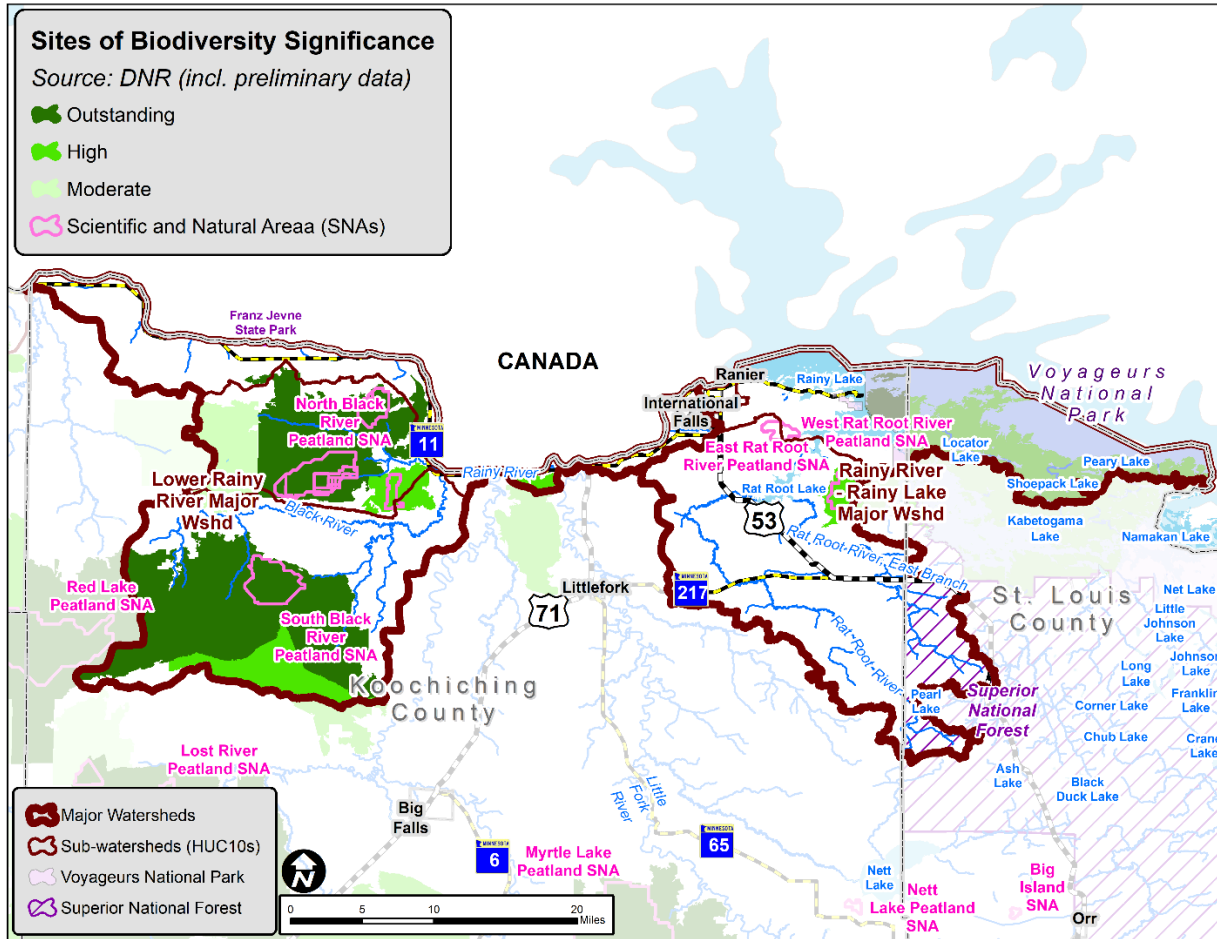 Sites of Biodiversity Significance
Source: DNR (incl. preliminary data)
Outstanding
High
Moderate
Scientific and Natural Areaa (SNAs)
Franz Jevne
State Park
CANADA
Ranier
Rainy Lake
Voyageurs
National
Park
International
Falls
North Black
River
Peatland SNA
MINNESOTA
11
West Rat Root River
Peatland SNA
East Rat Root
River Peatland SNA
Locator
Lake
Peary Lake
Rainy River
Lower Rainy
River Major
Wshd
Rainy River
- Rainy Lake
Major Wshd
Shoepack Lake
Rat Root Lake
Black River
53
Kabetogama
Lake
Namakan Lake
Rat Root River, East Branch
Red Lake
Peatland SNA
Littlefork
MINNESOTA
217
71
St. Louis
County
Net Lake
Little
Johnson
Lake
Johnson
Lake
South Black
River
Peatland SNA
Rat Root River
Long
Lake
Franklin
Lake
Koochiching
County
Pearl
Lake
Superior
National
Forest
Corner Lake
Chub Lake
Cran
Lake
Lost River
Peatland SNA
Ash
Lake
Black
Duck Lake
Little Fork
River
Big
Falls
MINNESOTA
6
Myrtle Lake
Peatland SNA
MINNESOTA
65
Nett
Lake
Nett
Lake Peatland
SNA
Big
Island
SNA
Orr
Major Watersheds
Sub-watersheds (HUC10s)
Voyageurs National Park
Superior National Forest
N
0 5 10 20
Miles